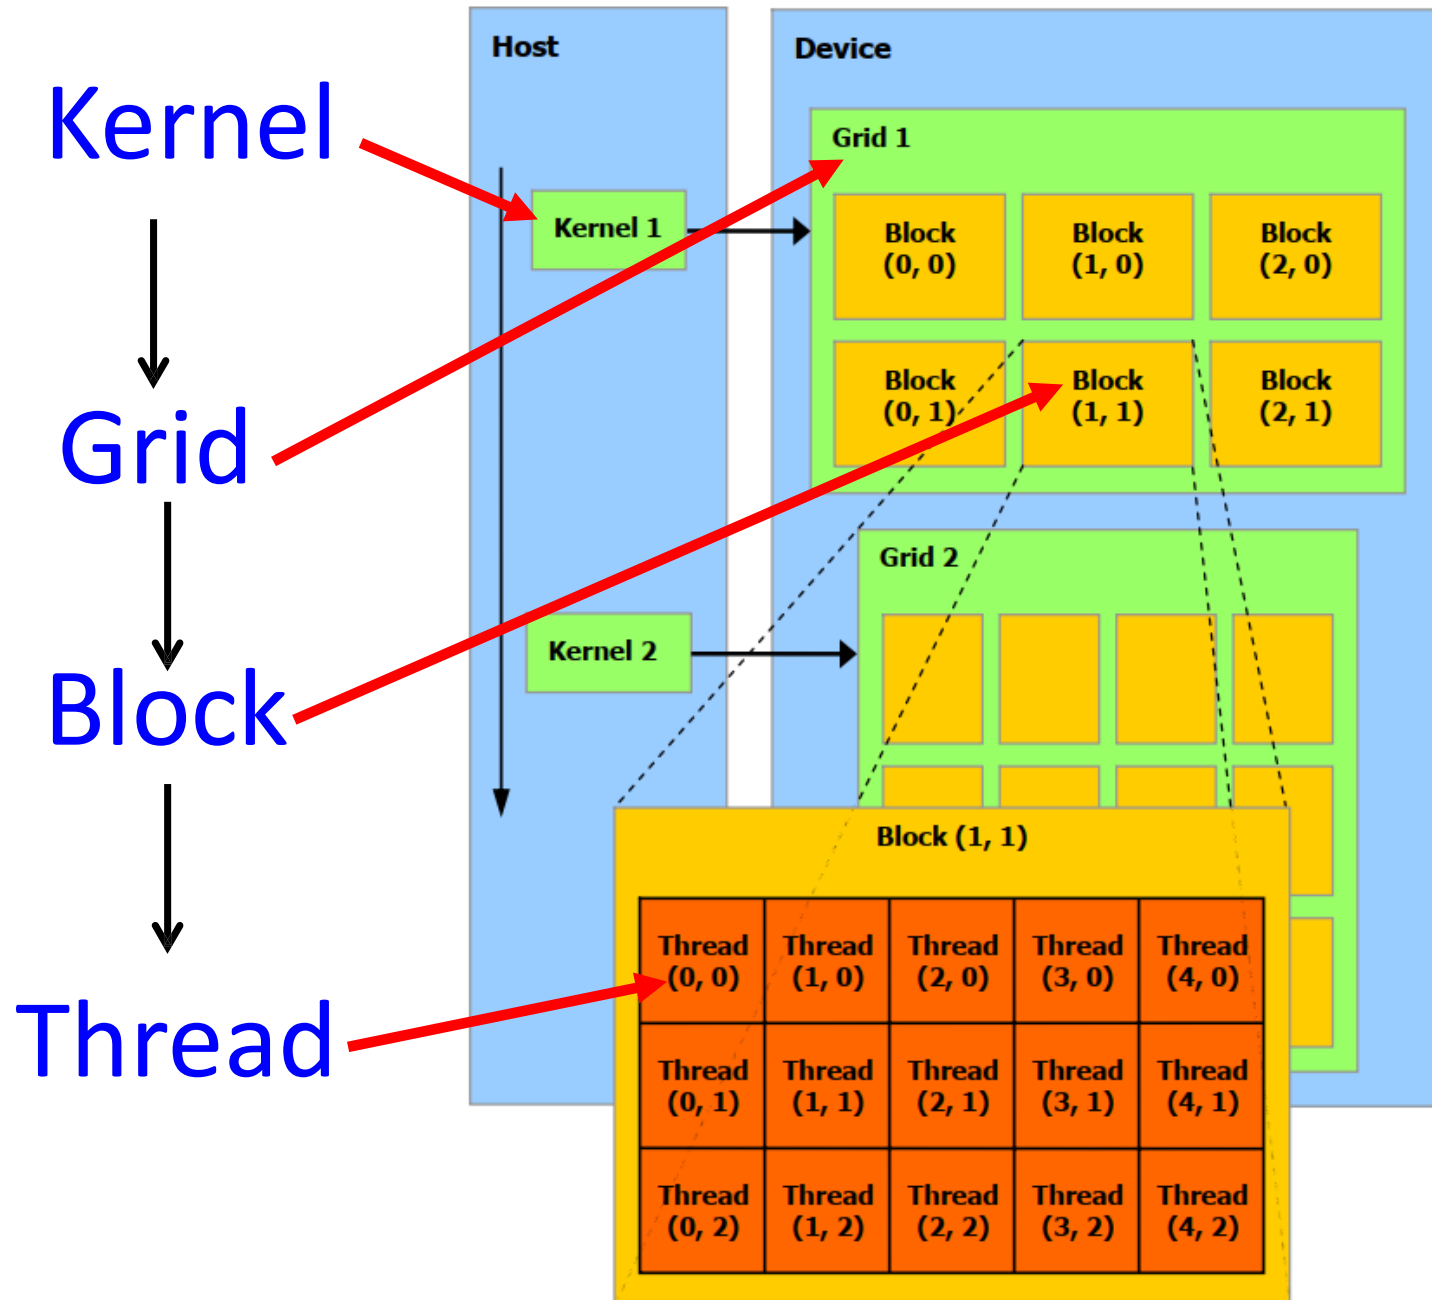 Kernel
Grid
Block
Thread
Host
Kernel 1
Kernel 2
Device
Grid 1
Block
(0, 0)
Block
(1, 0)
Block
(2, 0)
Block
(0, 1)
Block
(1, 1)
Block
(2, 1)
Grid 2
Block (1, 1)
Thread
(0, 0)
Thread
(1, 0)
Thread
(2, 0)
Thread
(3, 0)
Thread
(4, 0)
Thread
(0, 1)
Thread
(1, 1)
Thread
(2, 1)
Thread
(3, 1)
Thread
(4, 1)
Thread
(0, 2)
Thread
(1, 2)
Thread
(2, 2)
Thread
(3, 2)
Thread
(4, 2)